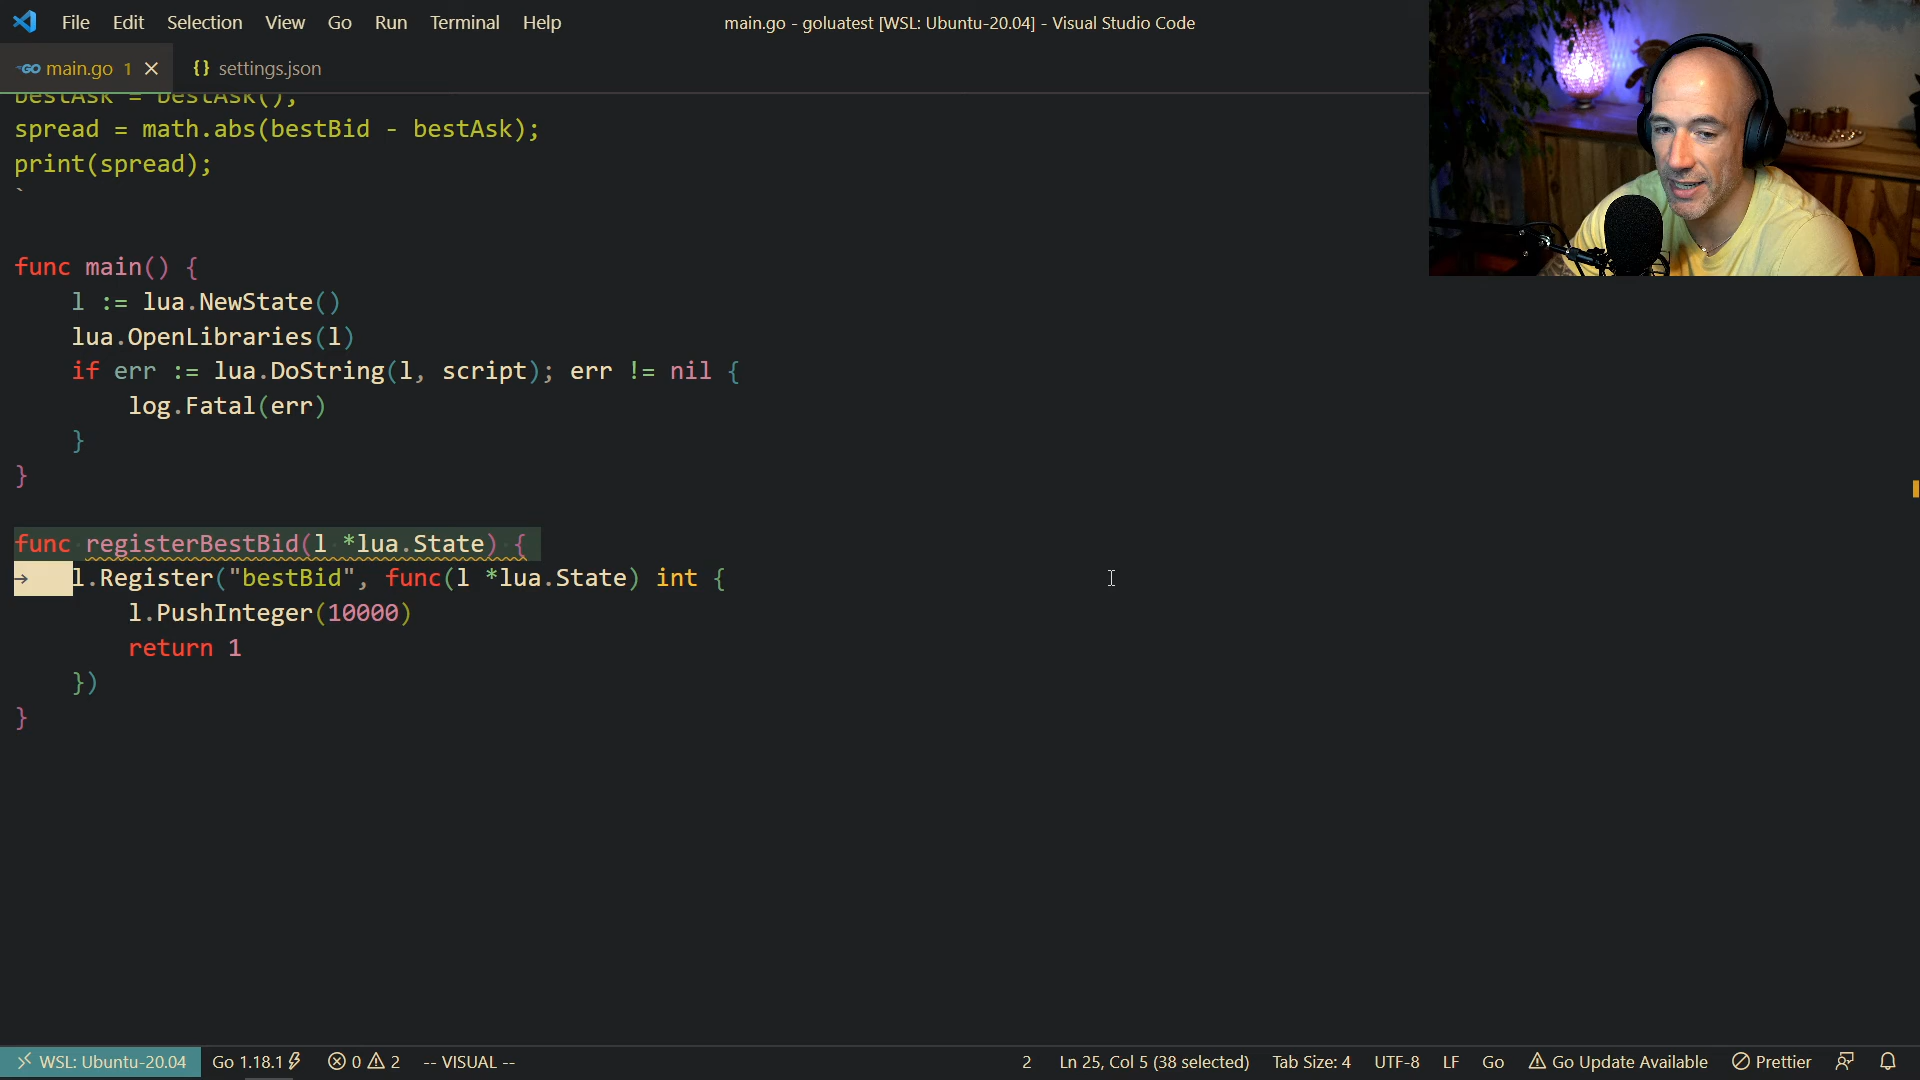 File Edit Selection View Go Run Terminal Help
main.go - goluatest [WSL: Ubuntu-20.04] - Visual Studio Code
GO main.go 1
{} settings.json
bestAsk = bestAsk();
spread = math.abs(bestBid - bestAsk);
print(spread);
`
func main() {
l := lua.NewState()
lua.OpenLibraries(l)
if err := lua.DoString(l, script); err != nil {
log.Fatal(err)
}
}
func registerBestBid(l *lua.State) {
l.Register("bestBid", func(l *lua.State) int {
l.PushInteger(10000)
return 1
})
}
WSL: Ubuntu-20.04 Go 1.18.1 0 2 -- VISUAL -- 2 Ln 25, Col 5 (38 selected) Tab Size: 4 UTF-8 LF Go Go Update Available Prettier